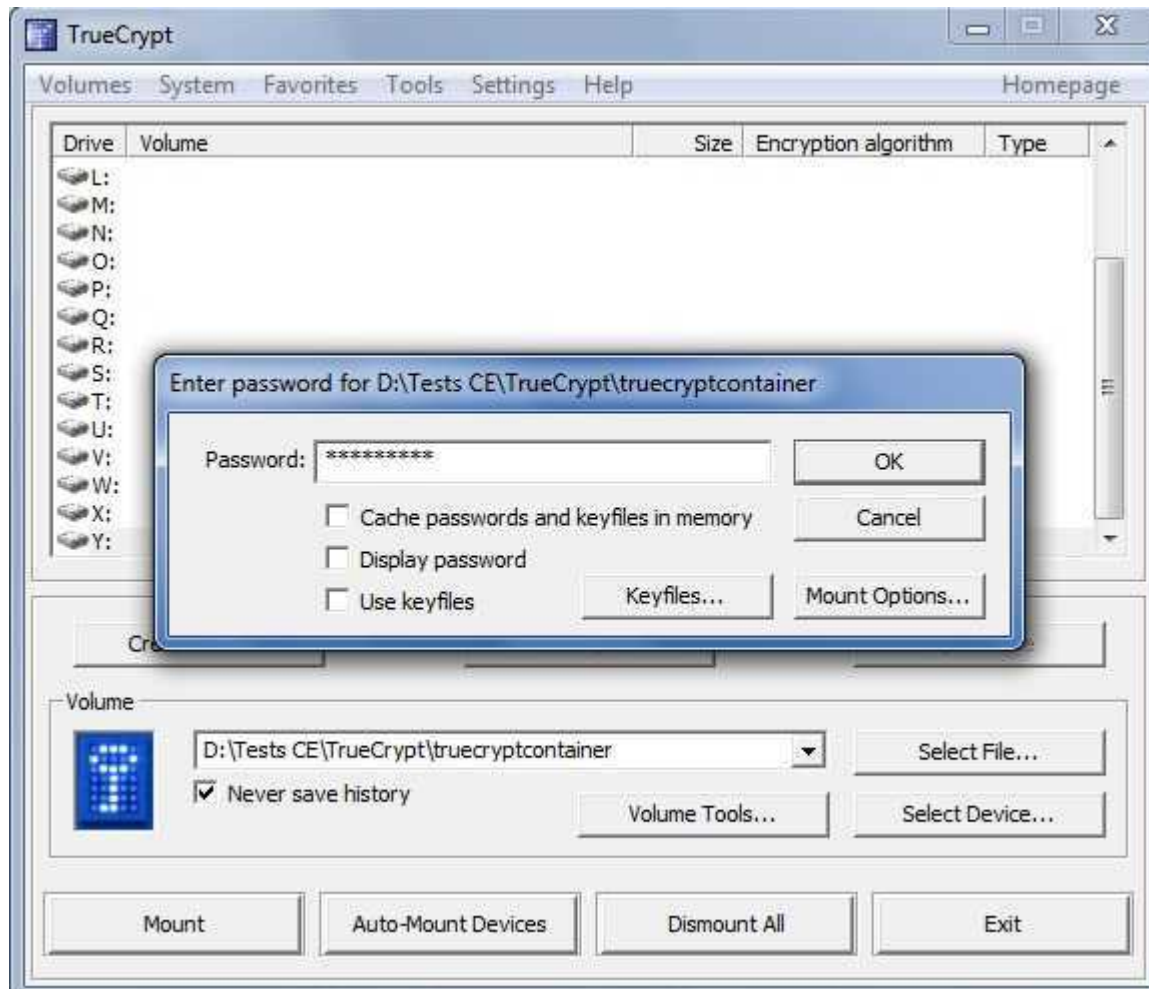 TrueCrypt
Volumes System Favorites Tools Settings Help Homepage
Drive Volume Size Encryption algorithm Type
L:
M:
N:
O:
P:
Q:
R:
S:
T:
U:
V:
W:
X:
Y:
Enter password for D:\Tests CE\TrueCrypt\truecryptcontainer
Password: ********* OK
Cache passwords and keyfiles in memory Cancel
Display password
Use keyfiles Keyfiles... Mount Options...
Volume
D:\Tests CE\TrueCrypt\truecryptcontainer Select File...
Never save history
Volume Tools... Select Device...
Mount Auto-Mount Devices Dismount All Exit